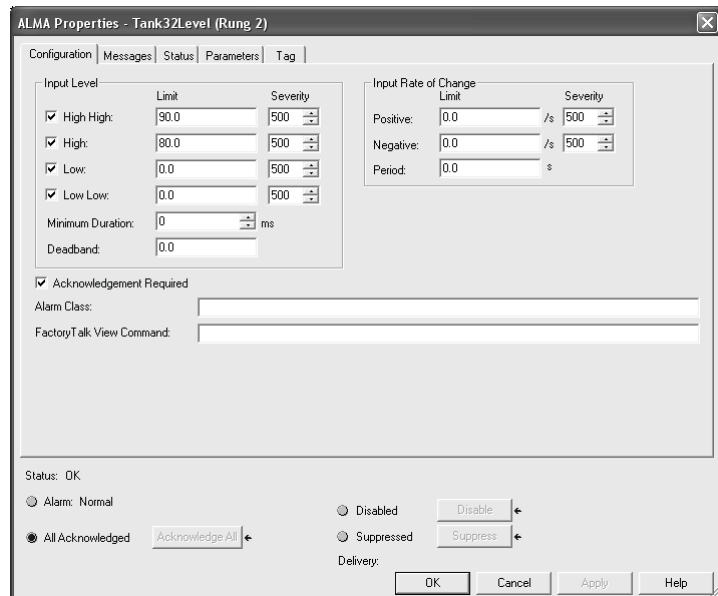 ALMA Properties - Tank32Level (Rung 2)
Configuration Messages Status Parameters Tag
Input Level
Limit Severity
High High: 90.0 500
High: 80.0 500
Low: 0.0 500
Low Low: 0.0 500
Minimum Duration: 0 ms
Deadband: 0.0
Input Rate of Change
Limit Severity
Positive: 0.0 /s 500
Negative: 0.0 /s 500
Period: 0.0 s
Acknowledgement Required
Alarm Class:
FactoryTalk View Command:
Status: OK
Alarm: Normal
All Acknowledged Acknowledge All
Disabled Disable
Suppressed Suppress
Delivery:
OK Cancel Apply Help